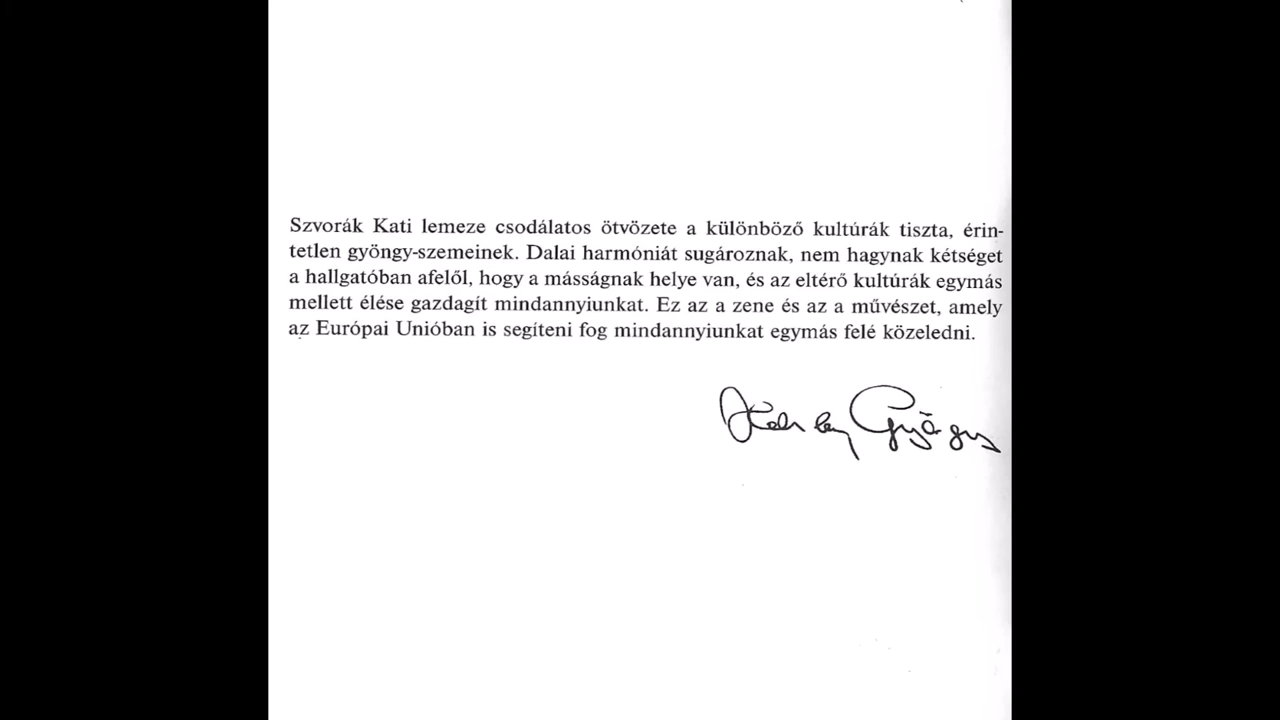 Szvorák Kati lemeze csodálatos ötvözete a különböző kultúrák tiszta, érin-
tetlen gyöngy-szemeinek. Dalai harmóniát sugároznak, nem hagynak kétséget
a hallgatóban afelől, hogy a másságnak helye van, és az eltérő kultúrák egymás
mellett élése gazdagít mindannyiunkat. Ez az a zene és az a művészet, amely
az Európai Unióban is segíteni fog mindannyiunkat egymás felé közeledni.
György